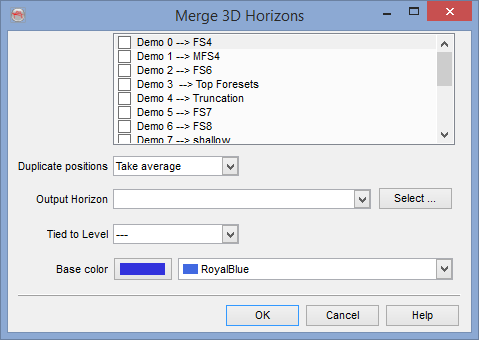 Merge 3D Horizons
Demo 0 --> FS4
Demo 1 --> MFS4
Demo 2 --> FS6
Demo 3  --> Top Foresets
Demo 4 --> Truncation
Demo 5 --> FS7
Demo 6 --> FS8
Demo 7 --> shallow
Duplicate positions Take average
Output Horizon Select ...
Tied to Level ---
Base color RoyalBlue
OK Cancel Help